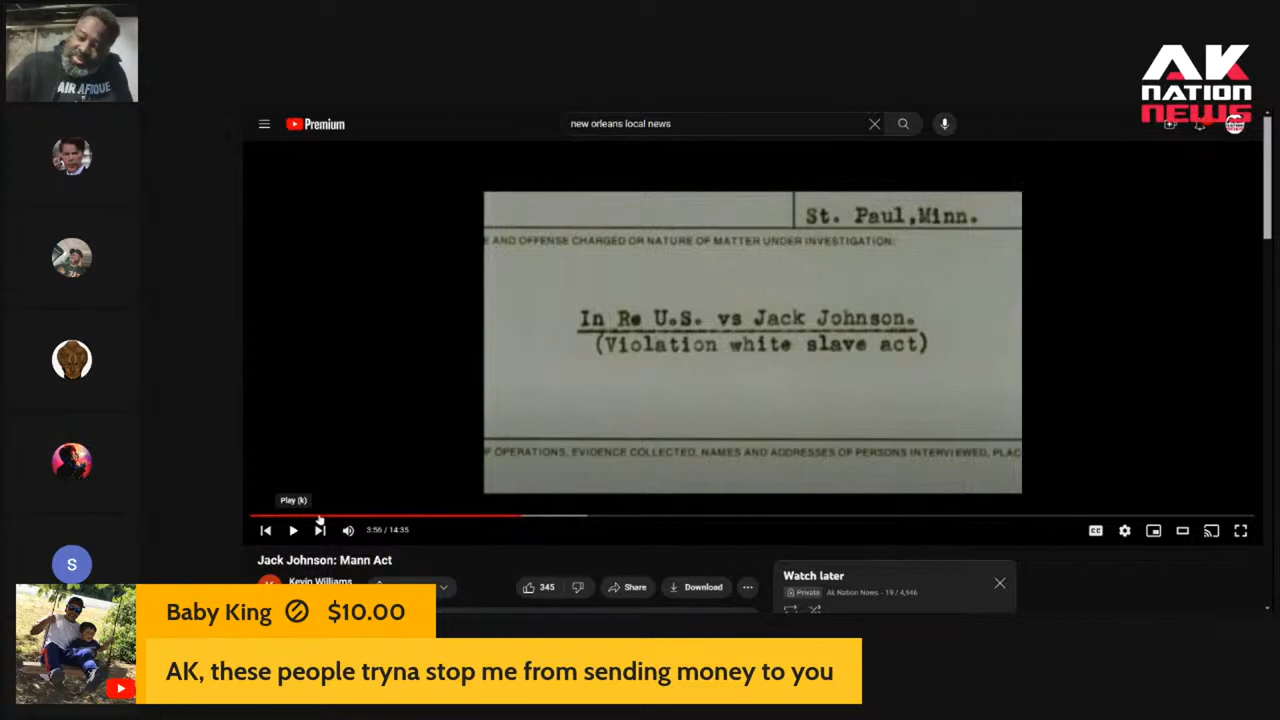 AIR AFRIQUE
AK
NATION
NEWS
Premium
new orleans local news
St. Paul, Minn.
E AND OFFENSE CHARGED OR NATURE OF MATTER UNDER INVESTIGATION:
In Re U.S. vs Jack Johnson.
(Violation white slave act)
F OPERATIONS, EVIDENCE COLLECTED, NAMES AND ADDRESSES OF PERSONS INTERVIEWED, PLAC
Play (k)
3:56 / 14:35
CC
Jack Johnson: Mann Act
Kevin Williams
345
Share
Download
Watch later
Private
Ak Nation News - 19 / 4,946
S
Baby King $10.00
AK, these people tryna stop me from sending money to you